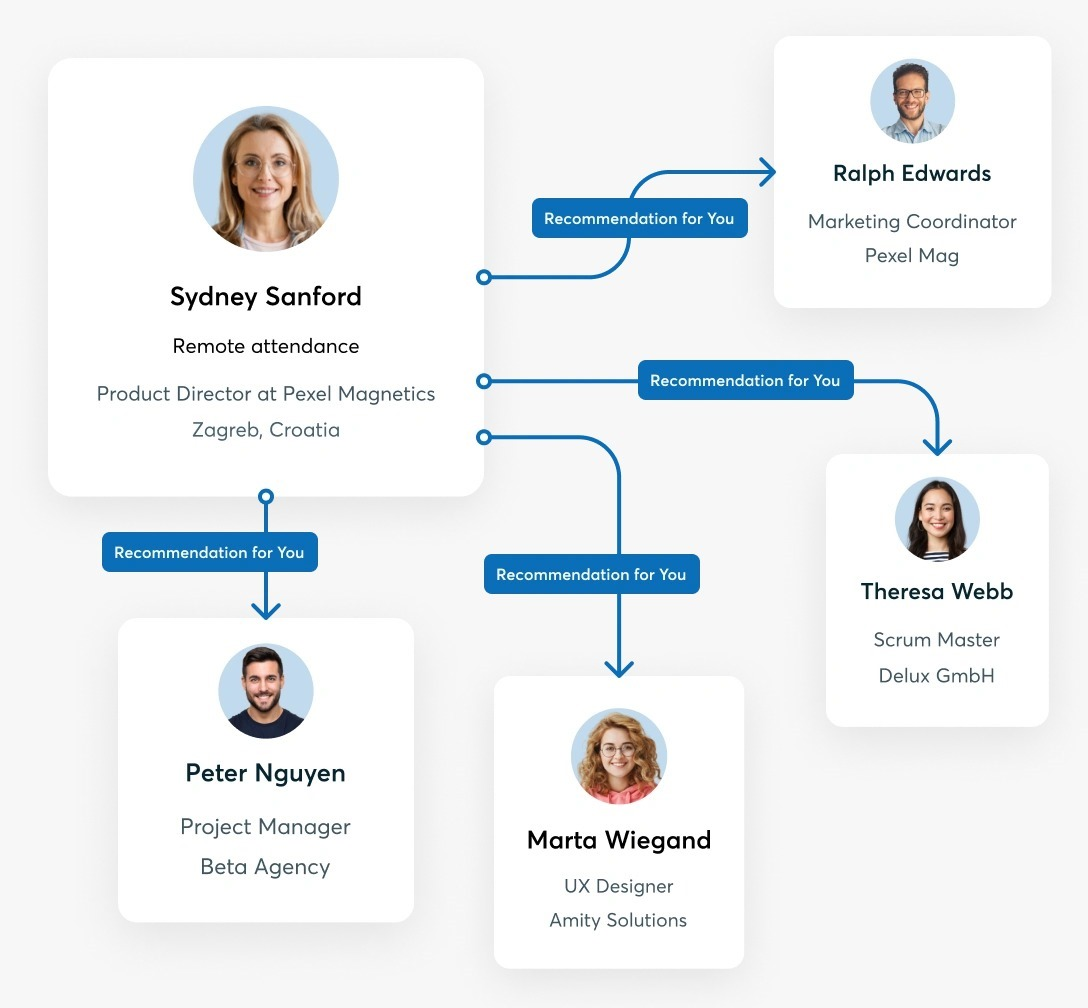 Sydney Sanford
Remote attendance
Product Director at Pexel Magnetics
Zagreb, Croatia
Recommendation for You
Ralph Edwards
Marketing Coordinator
Pexel Mag
Recommendation for You
Theresa Webb
Scrum Master
Delux GmbH
Recommendation for You
Peter Nguyen
Project Manager
Beta Agency
Recommendation for You
Marta Wiegand
UX Designer
Amity Solutions